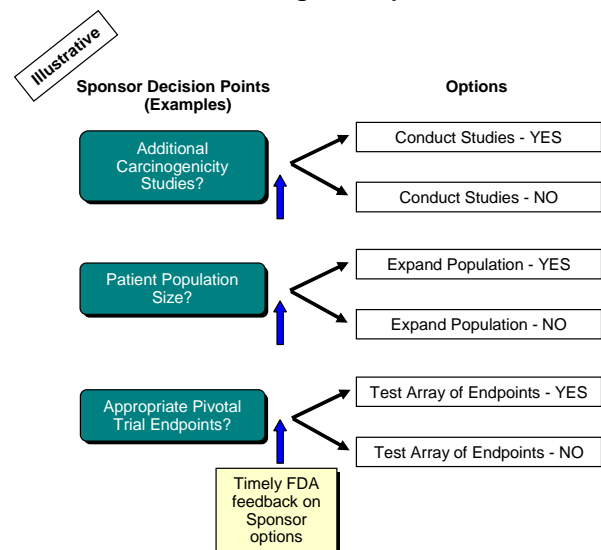 Illustrative
Sponsor Decision Points
(Examples)
Options
Additional
Carcinogenicity
Studies?
Conduct Studies - YES
Conduct Studies - NO
Patient Population
Size?
Expand Population - YES
Expand Population - NO
Appropriate Pivotal
Trial Endpoints?
Test Array of Endpoints - YES
Test Array of Endpoints - NO
Timely FDA
feedback on
Sponsor
options